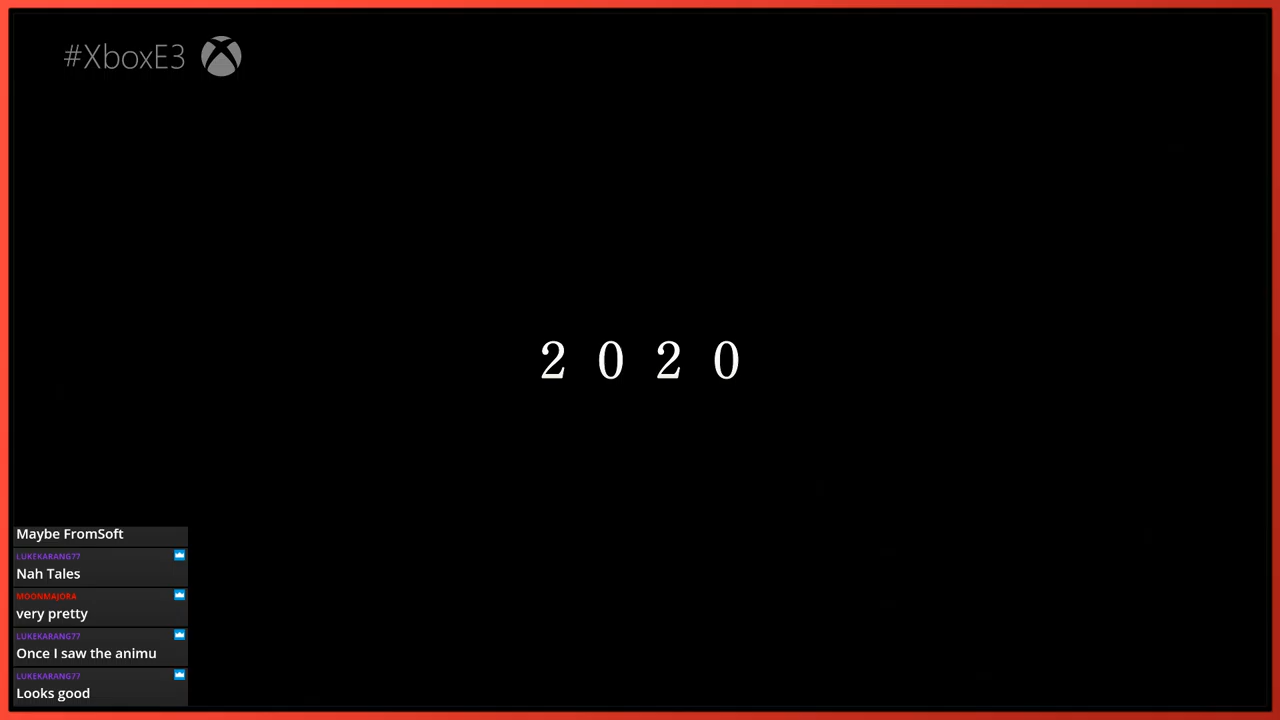 #XboxE3
2 0 2 0
Maybe FromSoft
LUKEKARANG77
Nah Tales
MOONMAJORA
very pretty
LUKEKARANG77
Once I saw the animu
LUKEKARANG77
Looks good